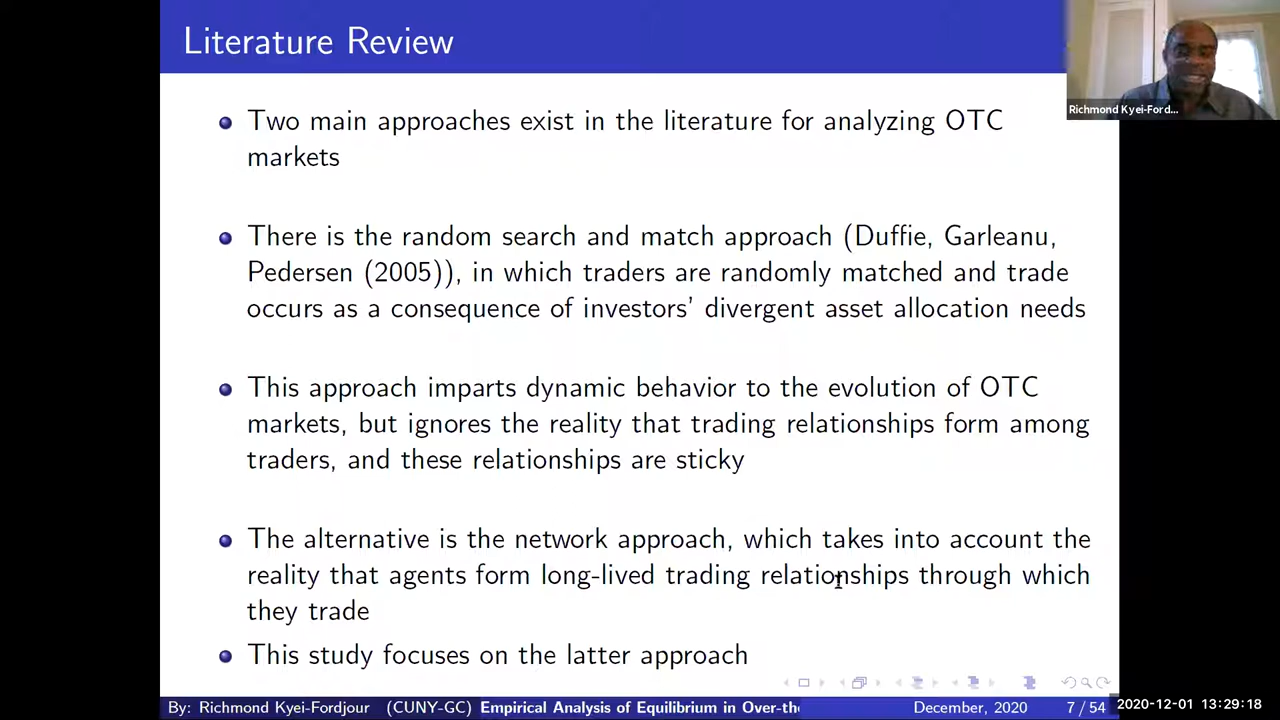 Literature Review
Richmond Kyei-Ford...
Two main approaches exist in the literature for analyzing OTC
markets
There is the random search and match approach (Duffie, Garleanu,
Pedersen (2005)), in which traders are randomly matched and trade
occurs as a consequence of investors' divergent asset allocation needs
This approach imparts dynamic behavior to the evolution of OTC
markets, but ignores the reality that trading relationships form among
traders, and these relationships are sticky
The alternative is the network approach, which takes into account the
reality that agents form long-lived trading relationships through which
they trade
This study focuses on the latter approach
By: Richmond Kyei-Fordjour (CUNY-GC) Empirical Analysis of Equilibrium in Over-the December, 2020 7 / 54 2020-12-01 13:29:18